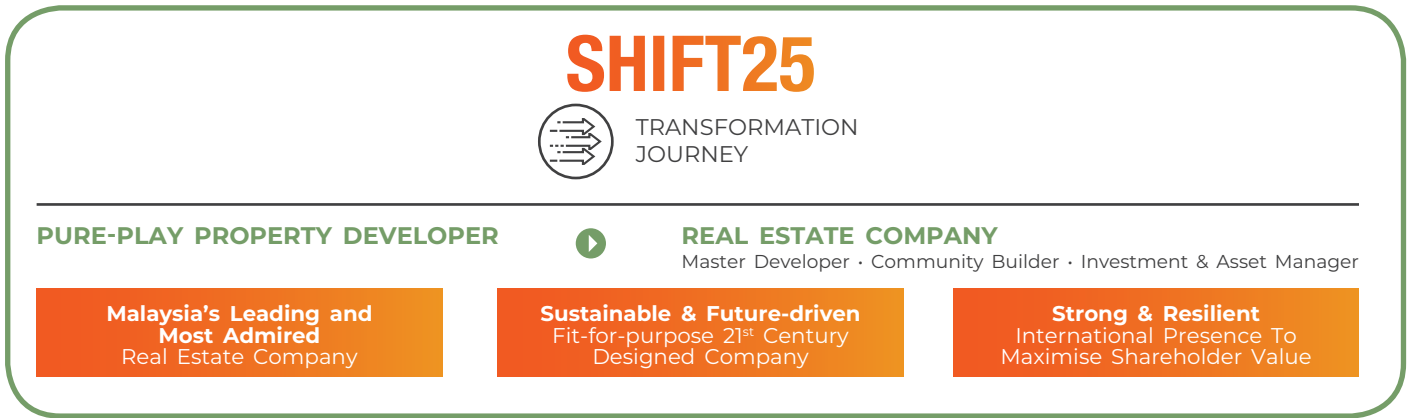 SHIFT25
TRANSFORMATION
JOURNEY
PURE-PLAY PROPERTY DEVELOPER
REAL ESTATE COMPANY
Master Developer · Community Builder · Investment & Asset Manager
Malaysia’s Leading and
Most Admired
Real Estate Company
Sustainable & Future-driven
Fit-for-purpose 21st Century
Designed Company
Strong & Resilient
International Presence To
Maximise Shareholder Value